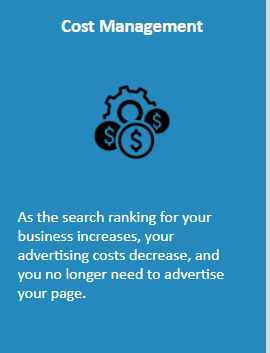 Cost Management
$ $ $
As the search ranking for your
business increases, your
advertising costs decrease, and
you no longer need to advertise
your page.